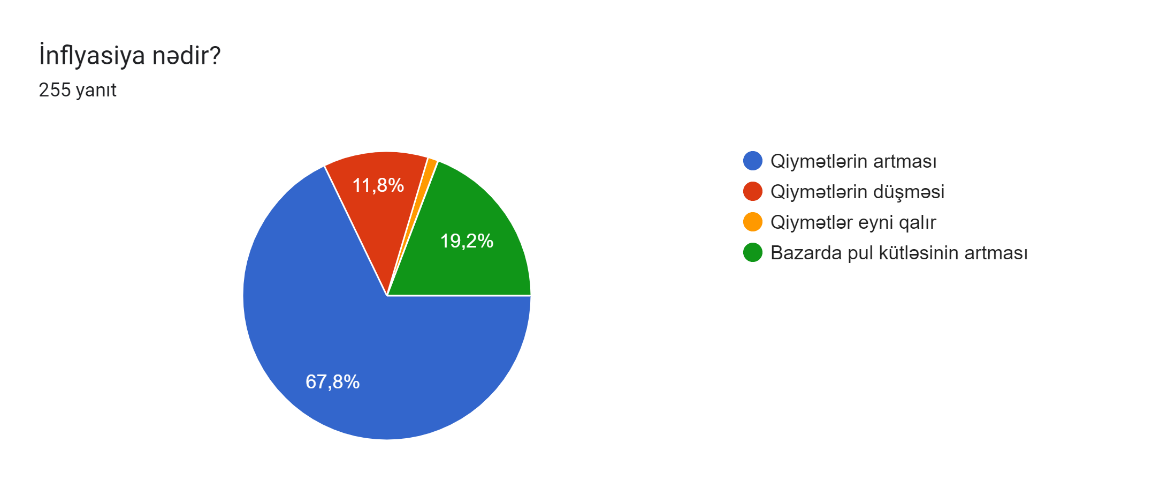 İnflyasiya nədir?
255 yanıt
11,8%
19,2%
67,8%
Qiymətlərin artması
Qiymətlərin düşməsi
Qiymətlər eyni qalır
Bazarda pul kütləsinin artması